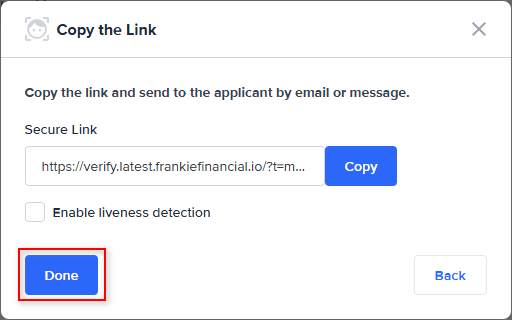 Copy the Link
Copy the link and send to the applicant by email or message.
Secure Link
https://verify.latest.frankiefinancial.io/?t=m...
Copy
Enable liveness detection
Done
Back